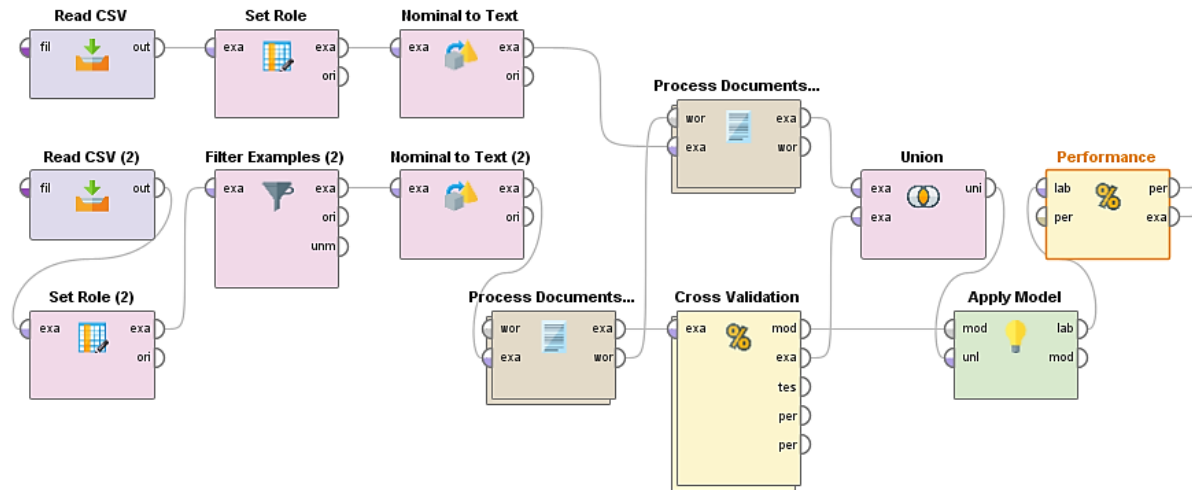 Read CSV
Set Role
Nominal to Text
fil out
exa exa
ori
exa exa
ori
Process Documents...
wor exa
exa wor
Read CSV (2)
Filter Examples (2)
Nominal to Text (2)
Union
Performance
fil out
exa exa
ori
unm
exa exa
ori
exa uni
exa
lab per
per exa
Set Role (2)
Process Documents...
Cross Validation
Apply Model
exa exa
ori
wor exa
exa wor
exa mod
exa
tes
per
per
mod lab
unl mod